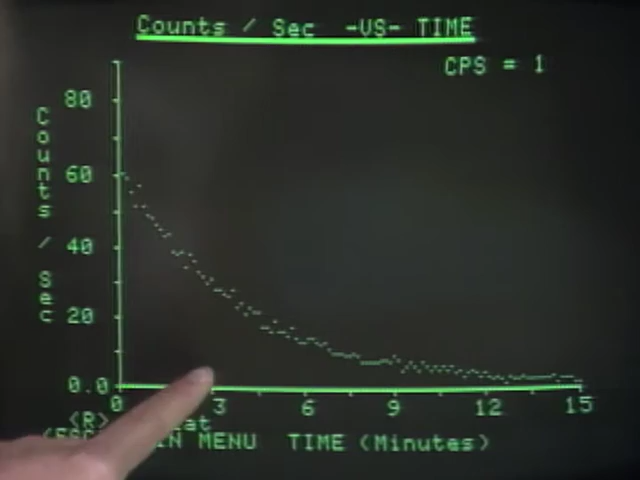 Counts / Sec -VS- TIME
CPS = 1
Counts / Sec
80
60
40
20
0.0
0 3 6 9 12 15
<R>
IN MENU TIME (Minutes)